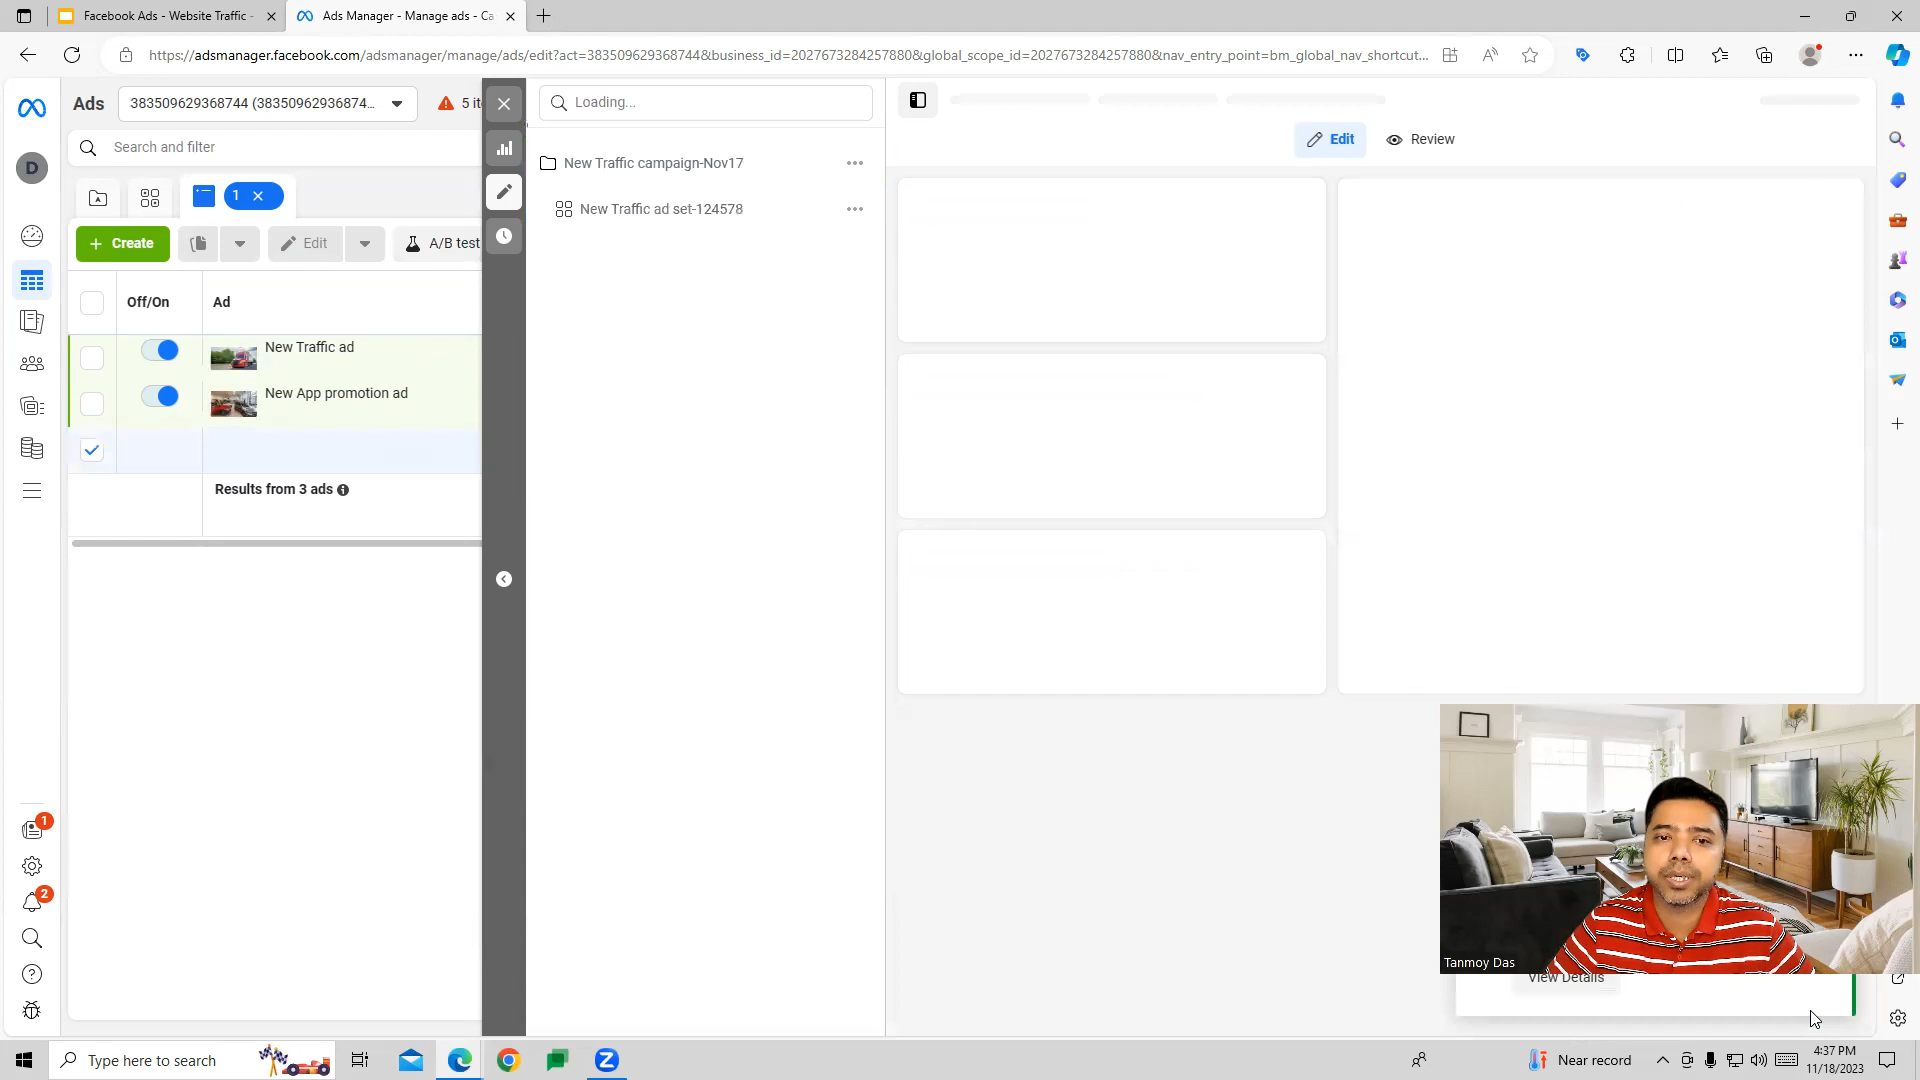 Facebook Ads - Website Traffic -
Ads Manager - Manage ads - Ca
https://adsmanager.facebook.com/adsmanager/manage/ads/edit?act=383509629368744&business_id=2027673284257880&global_scope_id=2027673284257880&nav_entry_point=bm_global_nav_shortcut...
Ads
383509629368744 (38350962936874...
5 it
Loading...
Edit
Review
Search and filter
New Traffic campaign-Nov17
D
1
New Traffic ad set-124578
Create
Edit
A/B test
Off/On
Ad
New Traffic ad
New App promotion ad
Results from 3 ads
1
2
Tanmoy Das
View Details
Type here to search
Near record
4:37 PM
11/18/2023